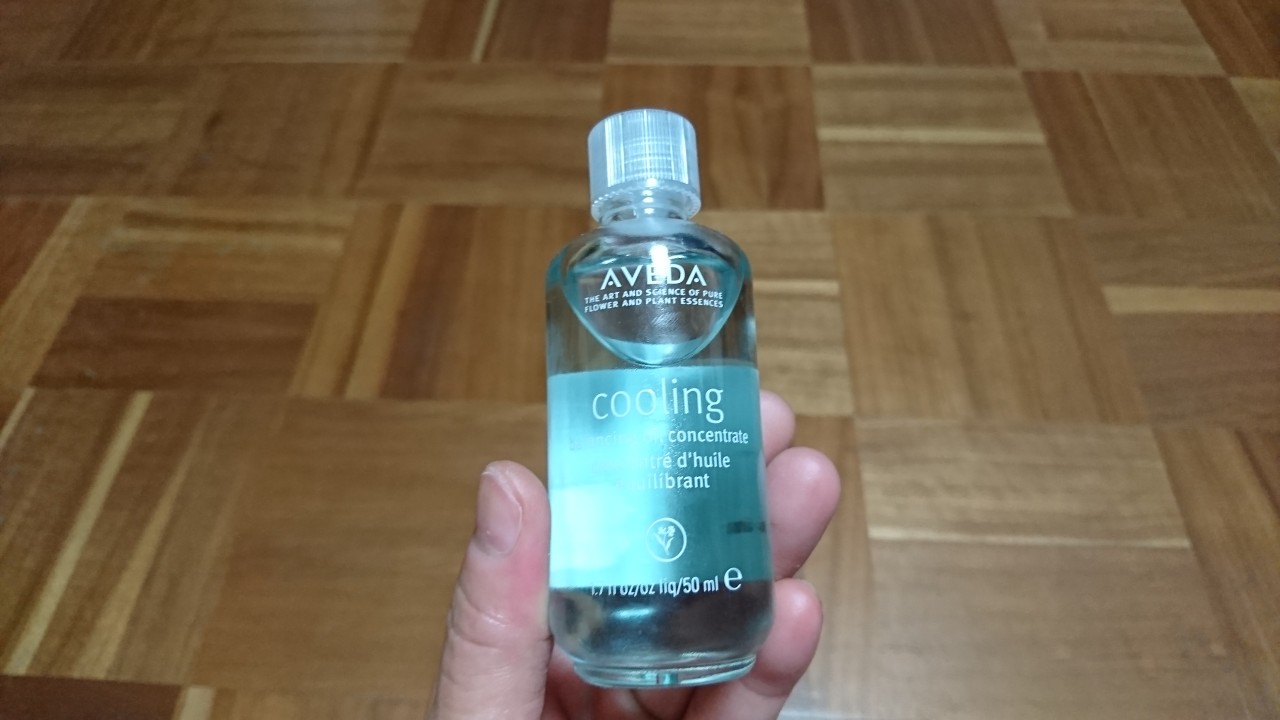 AVEDA
THE ART AND SCIENCE OF PURE
FLOWER AND PLANT ESSENCES
cooling
concentrate
d'huile
équilibrant
1.7 fl oz/oz liq/50 ml e